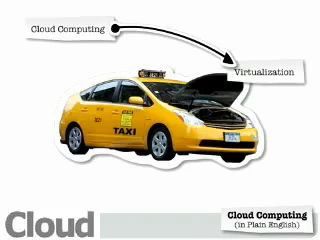 Cloud Computing
Virtualization
TAXI
Cloud
Cloud Computing
(in Plain English)